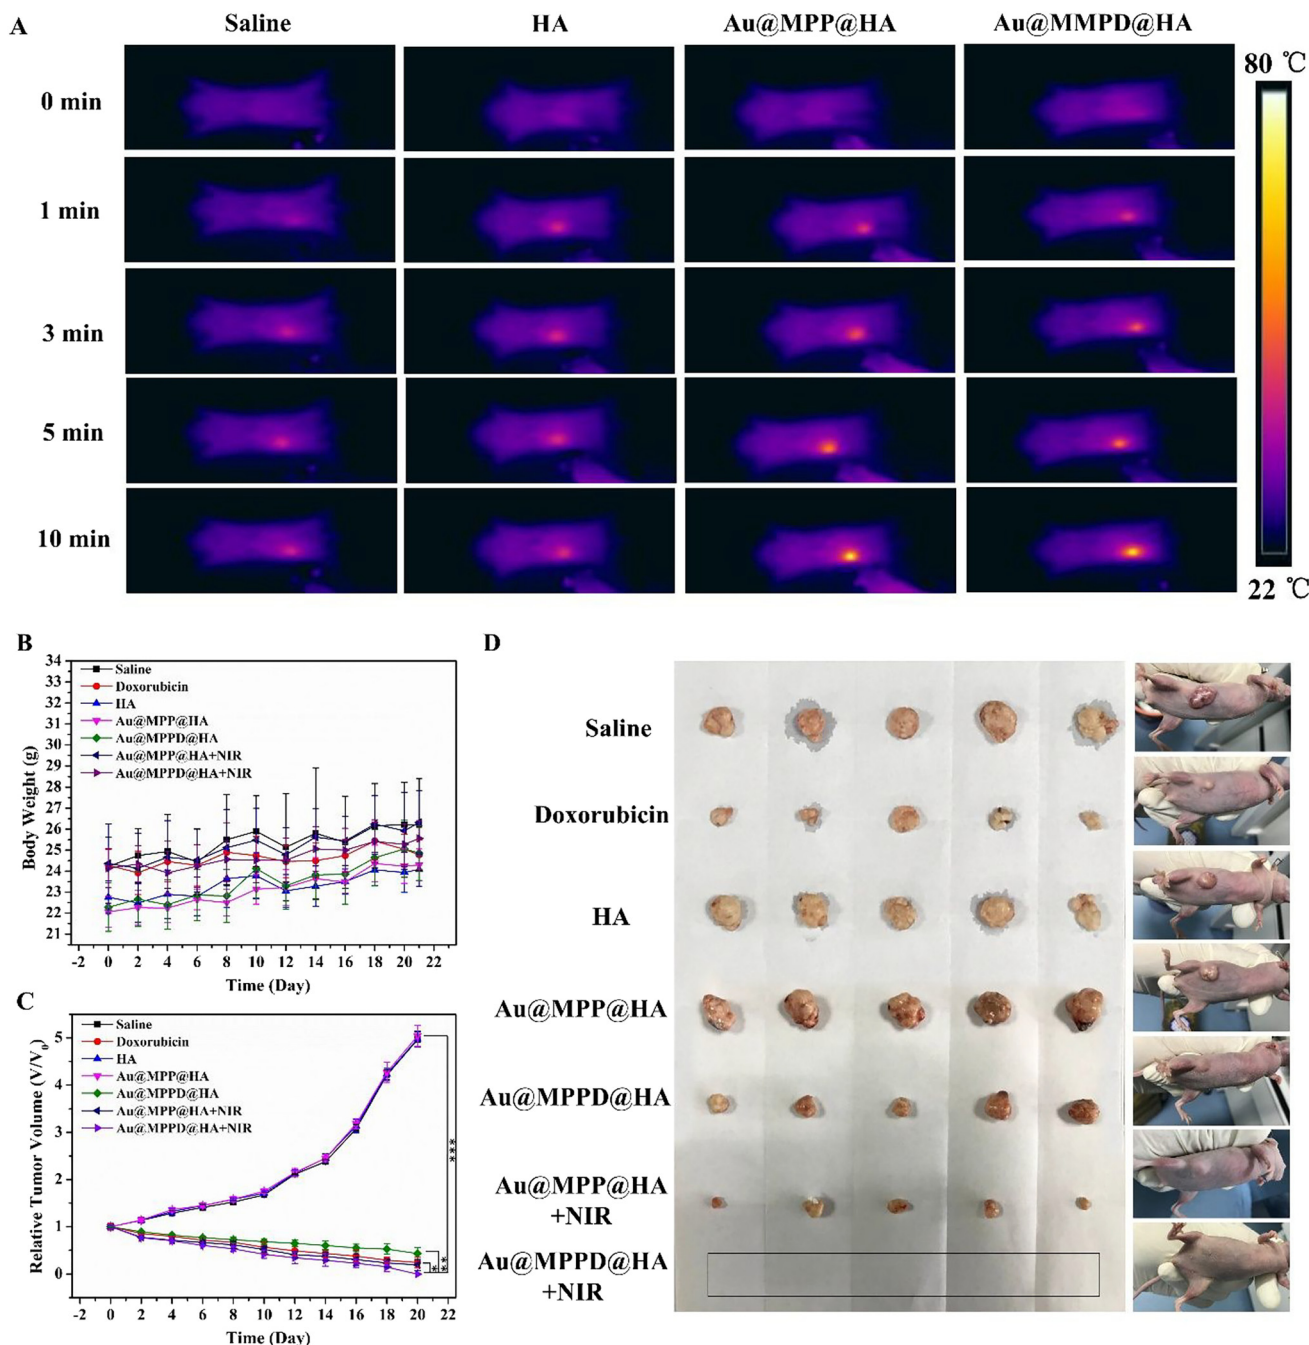 A
Saline
HA
Au@MPP@HA
Au@MMPD@HA
80 ℃
0 min
1 min
3 min
5 min
10 min
22 ℃
B
34
33
32
31
30
29
28
27
26
25
24
23
22
21
Body Weight (g)
Saline
Doxorubicin
HA
Au@MPP@HA
Au@MPPD@HA
Au@MPP@HA+NIR
Au@MPPD@HA+NIR
-2 0 2 4 6 8 10 12 14 16 18 20 22
Time (Day)
C
5
4
3
2
1
0
Relative Tumor Volume (V/V₀)
Saline
Doxorubicin
HA
Au@MPP@HA
Au@MPPD@HA
Au@MPP@HA+NIR
Au@MPPD@HA+NIR
***
*
**
-2 0 2 4 6 8 10 12 14 16 18 20 22
Time (Day)
D
Saline
Doxorubicin
HA
Au@MPP@HA
Au@MPPD@HA
Au@MPP@HA
+NIR
Au@MPPD@HA
+NIR